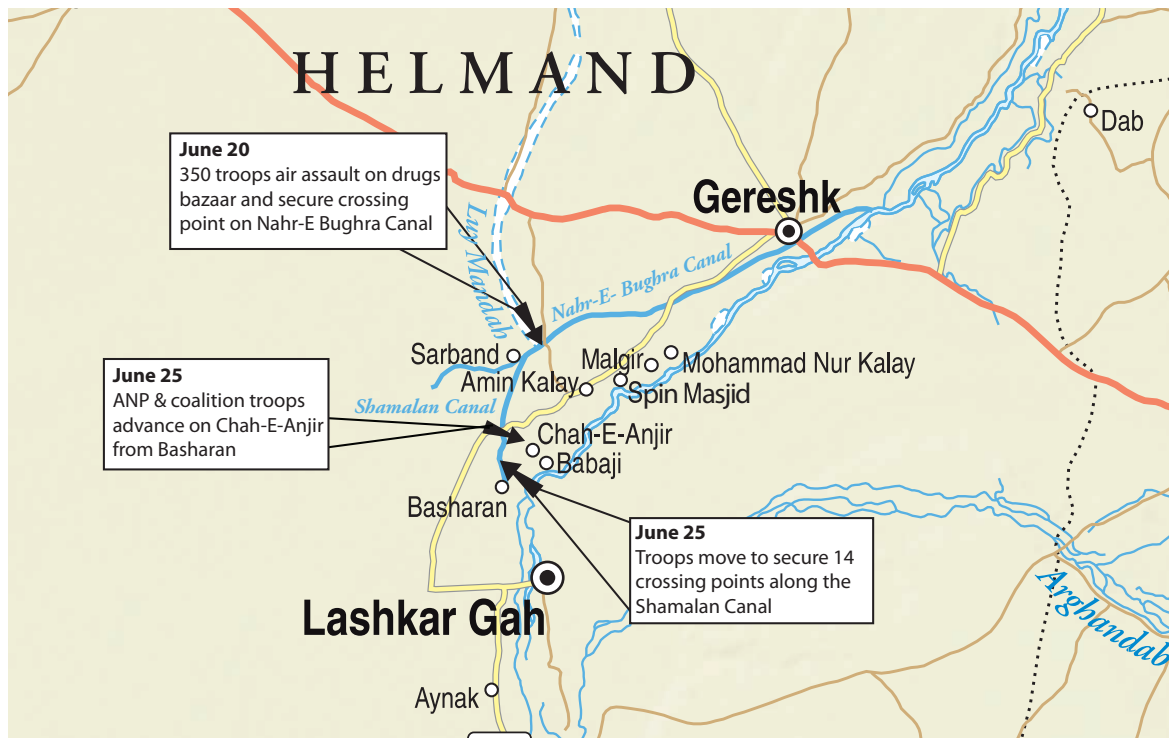 HELMAND
Dab
June 20
350 troops air assault on drugs
bazaar and secure crossing
point on Nahr-E Bughra Canal
Gereshk
Luy Mandah
Nahr-E- Bughra Canal
Sarband
Malgir
Mohammad Nur Kalay
Amin Kalay
Spin Masjid
June 25
ANP & coalition troops
advance on Chah-E-Anjir
from Basharan
Shamalan Canal
Chah-E-Anjir
Babaji
Basharan
June 25
Troops move to secure 14
crossing points along the
Shamalan Canal
Arghandab
Lashkar Gah
Aynak